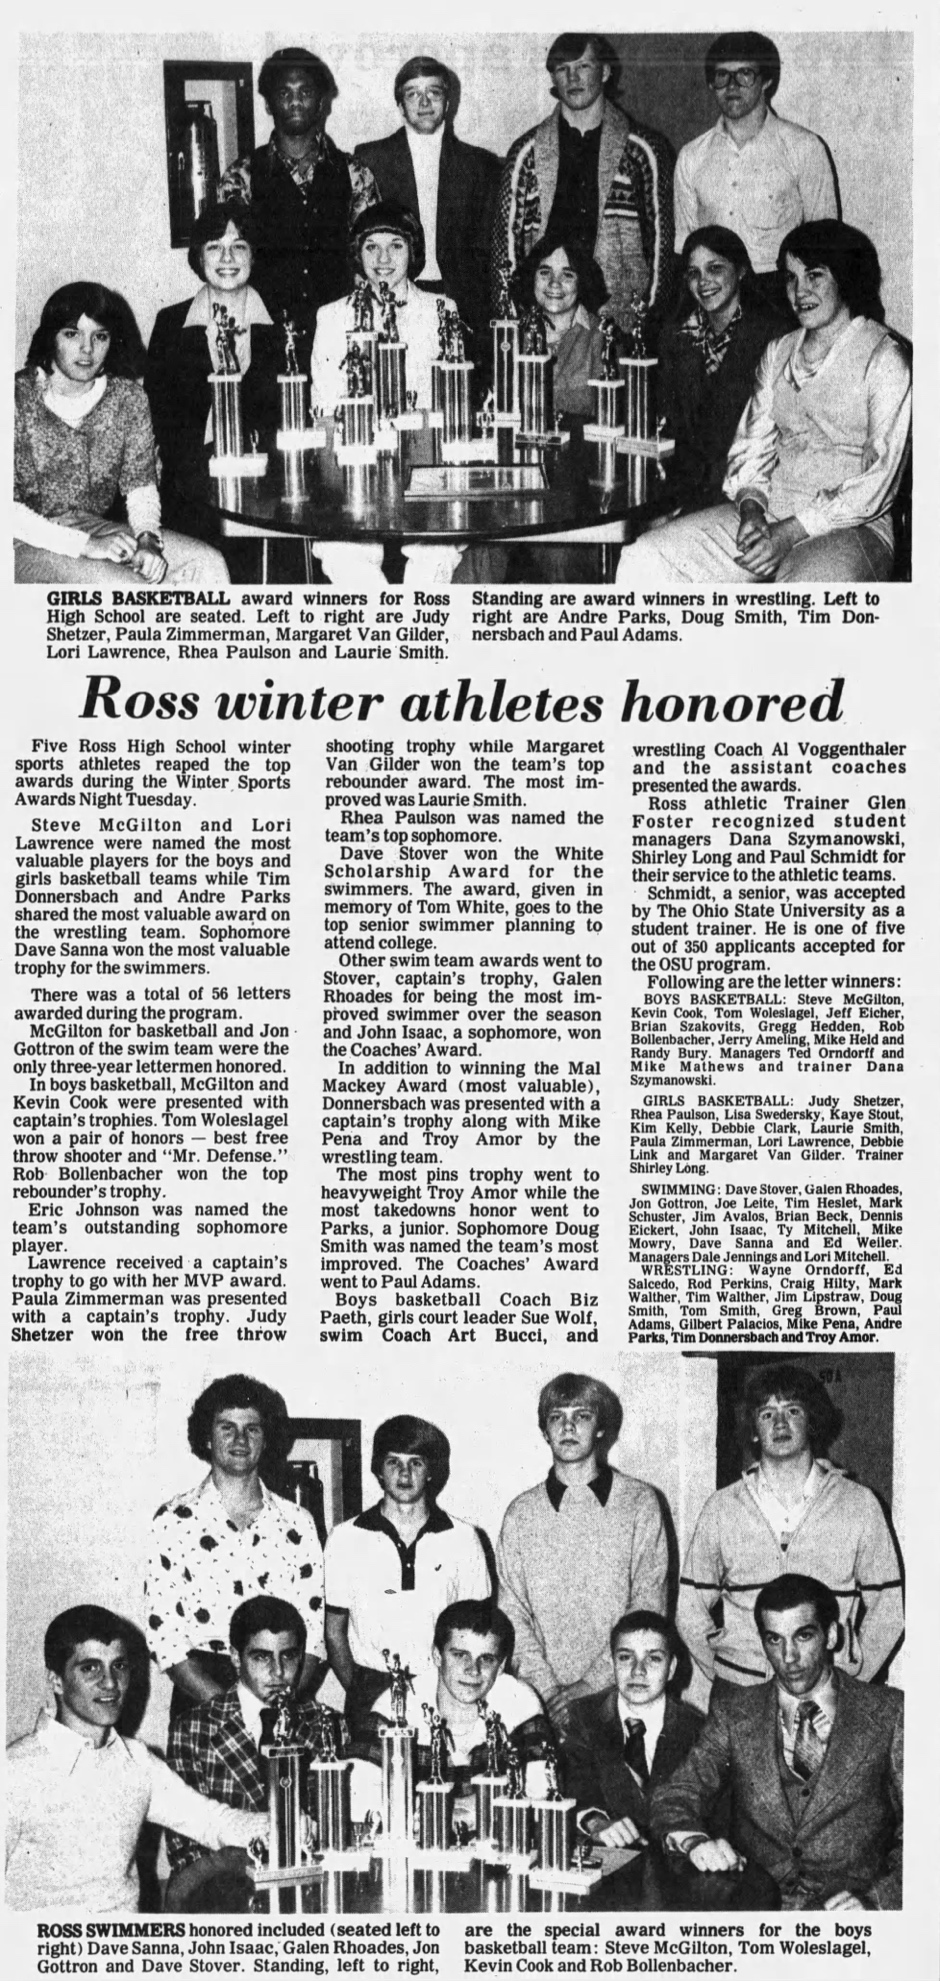 GIRLS BASKETBALL award winners for Ross
High School are seated. Left to right are Judy
Shetzer, Paula Zimmerman, Margaret Van Gilder,
Lori Lawrence, Rhea Paulson and Laurie Smith.
Standing are award winners in wrestling. Left to
right are Andre Parks, Doug Smith, Tim Don-
nersbach and Paul Adams.
Ross winter athletes honored
Five Ross High School winter
sports athletes reaped the top
awards during the Winter Sports
Awards Night Tuesday.
Steve McGilton and Lori
Lawrence were named the most
valuable players for the boys and
girls basketball teams while Tim
Donnersbach and Andre Parks
shared the most valuable award on
the wrestling team. Sophomore
Dave Sanna won the most valuable
trophy for the swimmers.
There was a total of 56 letters
awarded during the program.
McGilton for basketball and Jon
Gottron of the swim team were the
only three-year lettermen honored.
In boys basketball, McGilton and
Kevin Cook were presented with
captain's trophies. Tom Woleslagel
won a pair of honors — best free
throw shooter and "Mr. Defense."
Rob Bollenbacher won the top
rebounder's trophy.
Eric Johnson was named the
team's outstanding sophomore
player.
Lawrence received a captain's
trophy to go with her MVP award.
Paula Zimmerman was presented
with a captain's trophy. Judy
Shetzer won the free throw
shooting trophy while Margaret
Van Gilder won the team's top
rebounder award. The most im-
proved was Laurie Smith.
Rhea Paulson was named the
team's top sophomore.
Dave Stover won the White
Scholarship Award for the
swimmers. The award, given in
memory of Tom White, goes to the
top senior swimmer planning to
attend college.
Other swim team awards went to
Stover, captain's trophy, Galen
Rhoades for being the most im-
proved swimmer over the season
and John Isaac, a sophomore, won
the Coaches' Award.
In addition to winning the Mal
Mackey Award (most valuable),
Donnersbach was presented with a
captain's trophy along with Mike
Pena and Troy Amor by the
wrestling team.
The most pins trophy went to
heavyweight Troy Amor while the
most takedowns honor went to
Parks, a junior. Sophomore Doug
Smith was named the team's most
improved. The Coaches' Award
went to Paul Adams.
Boys basketball Coach Biz
Paeth, girls court leader Sue Wolf,
swim Coach Art Bucci, and
wrestling Coach Al Voggenthaler
and the assistant coaches
presented the awards.
Ross athletic Trainer Glen
Foster recognized student
managers Dana Szymanowski,
Shirley Long and Paul Schmidt for
their service to the athletic teams.
Schmidt, a senior, was accepted
by The Ohio State University as a
student trainer. He is one of five
out of 350 applicants accepted for
the OSU program.
Following are the letter winners:
BOYS BASKETBALL: Steve McGilton,
Kevin Cook, Tom Woleslagel, Jeff Eicher,
Brian Szakovits, Gregg Hedden, Rob
Bollenbacher, Jerry Ameling, Mike Held and
Randy Bury. Managers Ted Orndorff and
Mike Mathews and trainer Dana
Szymanowski.
GIRLS BASKETBALL: Judy Shetzer,
Rhea Paulson, Lisa Swedersky, Kaye Stout,
Kim Kelly, Debbie Clark, Laurie Smith,
Paula Zimmerman, Lori Lawrence, Debbie
Link and Margaret Van Gilder. Trainer
Shirley Long.
SWIMMING: Dave Stover, Galen Rhoades,
Jon Gottron, Joe Leite, Tim Heslet, Mark
Schuster, Jim Avalos, Brian Beck, Dennis
Eickert, John Isaac, Ty Mitchell, Mike
Mowry, Dave Sanna and Ed Weiler.
Managers Dale Jennings and Lori Mitchell.
WRESTLING: Wayne Orndorff, Ed
Salcedo, Rod Perkins, Craig Hilty, Mark
Walther, Tim Walther, Jim Lipstraw, Doug
Smith, Tom Smith, Greg Brown, Paul
Adams, Gilbert Palacios, Mike Pena, Andre
Parks, Tim Donnersbach and Troy Amor.
ROSS SWIMMERS honored included (seated left to
right) Dave Sanna, John Isaac, Galen Rhoades, Jon
Gottron and Dave Stover. Standing, left to right,
are the special award winners for the boys
basketball team: Steve McGilton, Tom Woleslagel,
Kevin Cook and Rob Bollenbacher.